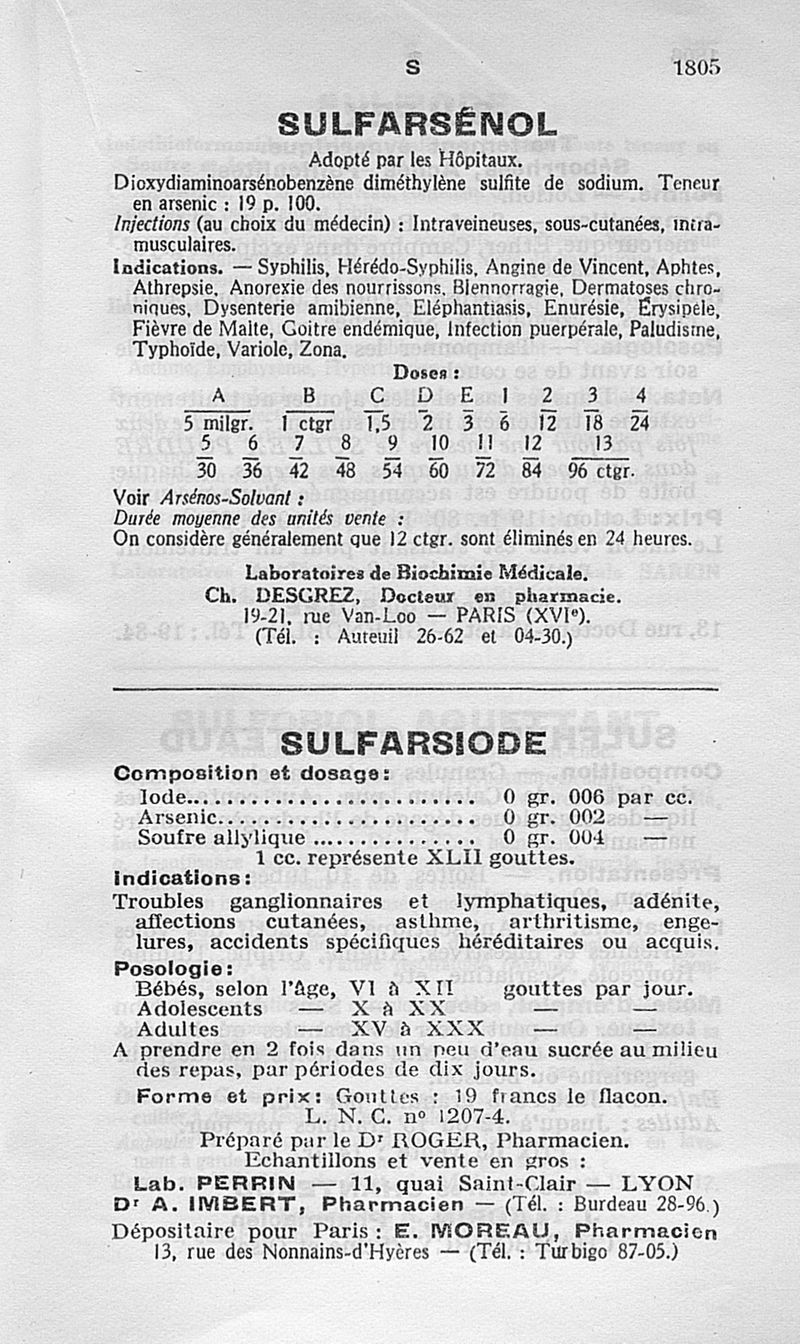 S 1805
SULFARSÉNOL
Adopté par les Hôpitaux.
Dioxydiaminoarsénobenzène diméthylène sulfite de sodium. Teneur
en arsenic : 19 p. 100.
Injections (au choix du médecin) : Intraveineuses, sous-cutanées, intra-
musculaires.
Indications. — Syphilis, Hérédo-Syphilis, Angine de Vincent, Aphtes,
Athrepsie, Anorexie des nourrissons, Blennorragie, Dermatoses chro-
niques, Dysenterie amibienne, Eléphantiasis, Enurésie, Érysipèle,
Fièvre de Malte, Goitre endémique, Infection puerpérale, Paludisme,
Typhoïde, Variole, Zona.
Doses :
A B C D E 1 2 3 4
5 milgr. 1 ctgr 1,5 2 3 6 12 18 24
5 6 7 8 9 10 11 12 13
30 36 42 48 54 60 72 84 96 ctgr.
Voir Arsénos-Solvant :
Durée moyenne des unités vente :
On considère généralement que 12 ctgr. sont éliminés en 24 heures.
Laboratoires de Biochimie Médicale.
Ch. DESGREZ, Docteur en pharmacie.
19-21, rue Van-Loo — PARIS (XVIe).
(Tél. : Auteuil 26-62 et 04-30.)
SULFARSIODE
Composition et dosage:
Iode.......................... 0 gr. 006 par cc.
Arsenic....................... 0 gr. 002 —
Soufre allylique ............... 0 gr. 004 —
1 cc. représente XLII gouttes.
Indications:
Troubles ganglionnaires et lymphatiques, adénite,
affections cutanées, asthme, arthritisme, enge-
lures, accidents spécifiques héréditaires ou acquis.
Posologie:
Bébés, selon l'âge, VI à XII gouttes par jour.
Adolescents — X à XX — —
Adultes — XV à XXX — —
A prendre en 2 fois dans un peu d'eau sucrée au milieu
des repas, par périodes de dix jours.
Forme et prix: Gouttes : 19 francs le flacon.
L. N. C. no 1207-4.
Préparé par le Dr ROGER, Pharmacien.
Echantillons et vente en gros :
Lab. PERRIN — 11, quai Saint-Clair — LYON
Dr A. IMBERT, Pharmacien — (Tél. : Burdeau 28-96.)
Dépositaire pour Paris : E. MOREAU, Pharmacien
13, rue des Nonnains-d'Hyères — (Tél. : Turbigo 87-05.)